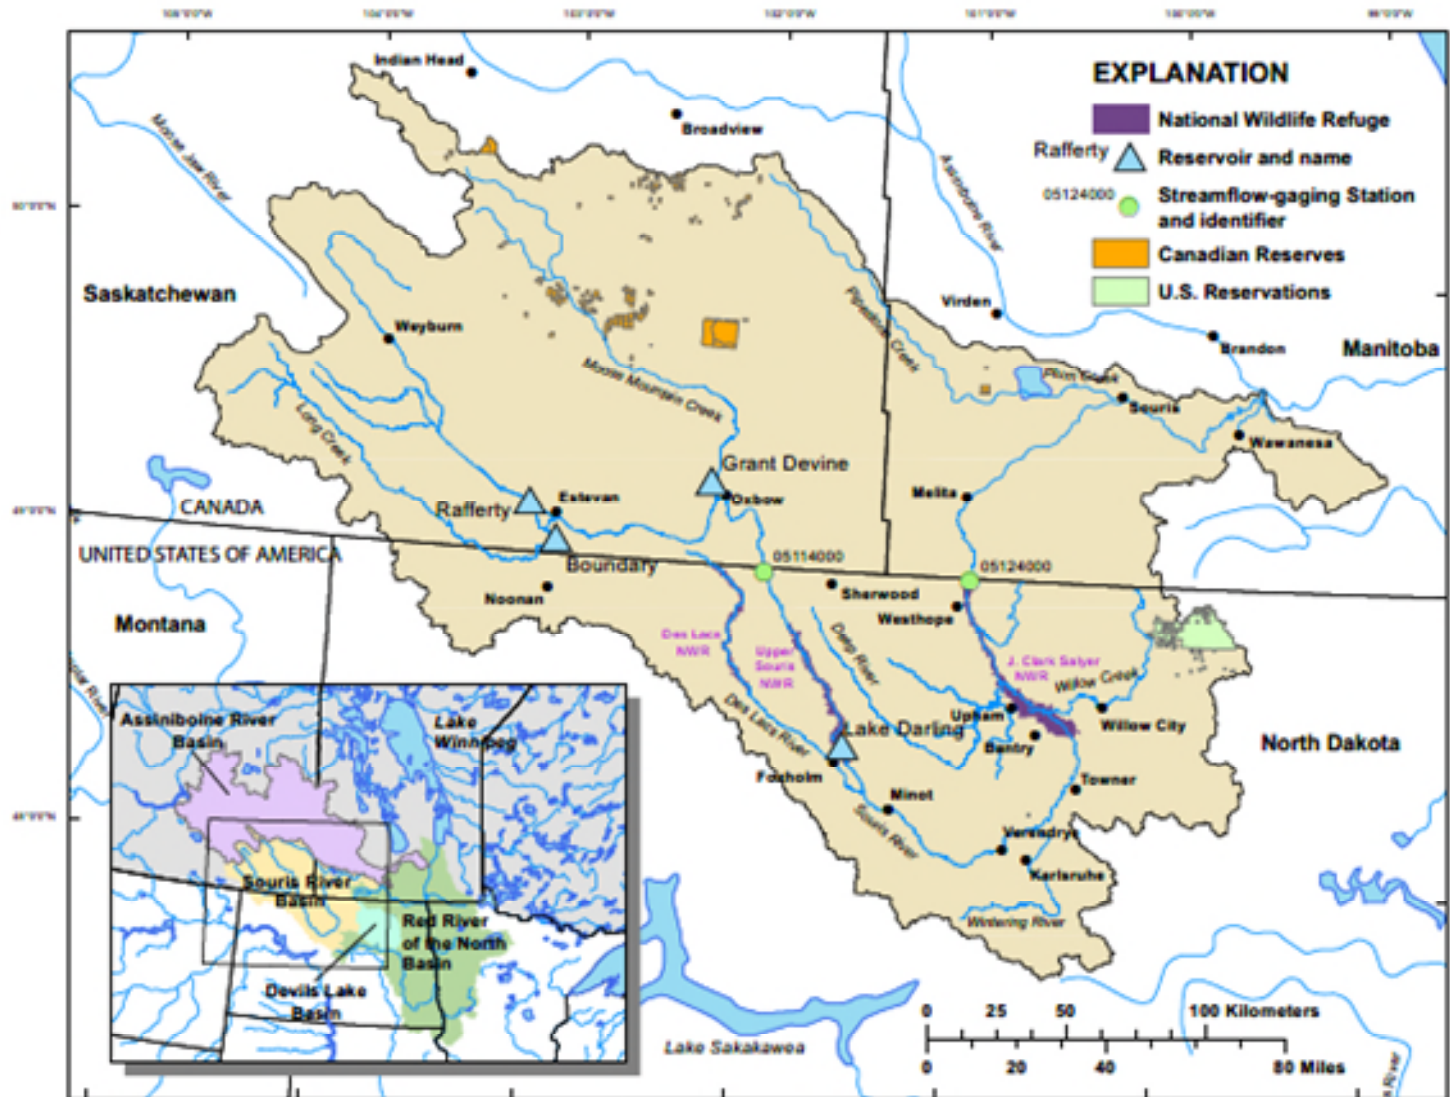 Indian Head
Broadview
Moose Jaw River
Assiniboine River
EXPLANATION
National Wildlife Refuge
Rafferty
Reservoir and name
05124000
Streamflow-gaging Station
and identifier
Canadian Reserves
U.S. Reservations
Saskatchewan
Weyburn
Pipestone Creek
Virden
Brandon
Manitoba
Moose Mountain Creek
Plum Creek
Souris
Wawanesa
Long Creek
Grant Devine
Oxbow
Melita
Rafferty
Estevan
CANADA
UNITED STATES OF AMERICA
Boundary
05114000
05124000
Noonan
Sherwood
Westhope
Montana
Des Lacs
NWR
Upper
Souris
NWR
Deep River
J. Clark Salyer
NWR
Willow Creek
Des Lacs River
Upham
Willow City
Lake Darling
Bantry
North Dakota
Foxholm
Towner
Minot
Souris River
Verendrye
Karlsruhe
Wintering River
Assiniboine River
Basin
Lake
Winnipeg
Souris River
Basin
Red River
of the North
Basin
Devils Lake
Basin
Lake Sakakawea
0 25 50 100 Kilometers
0 20 40 80 Miles